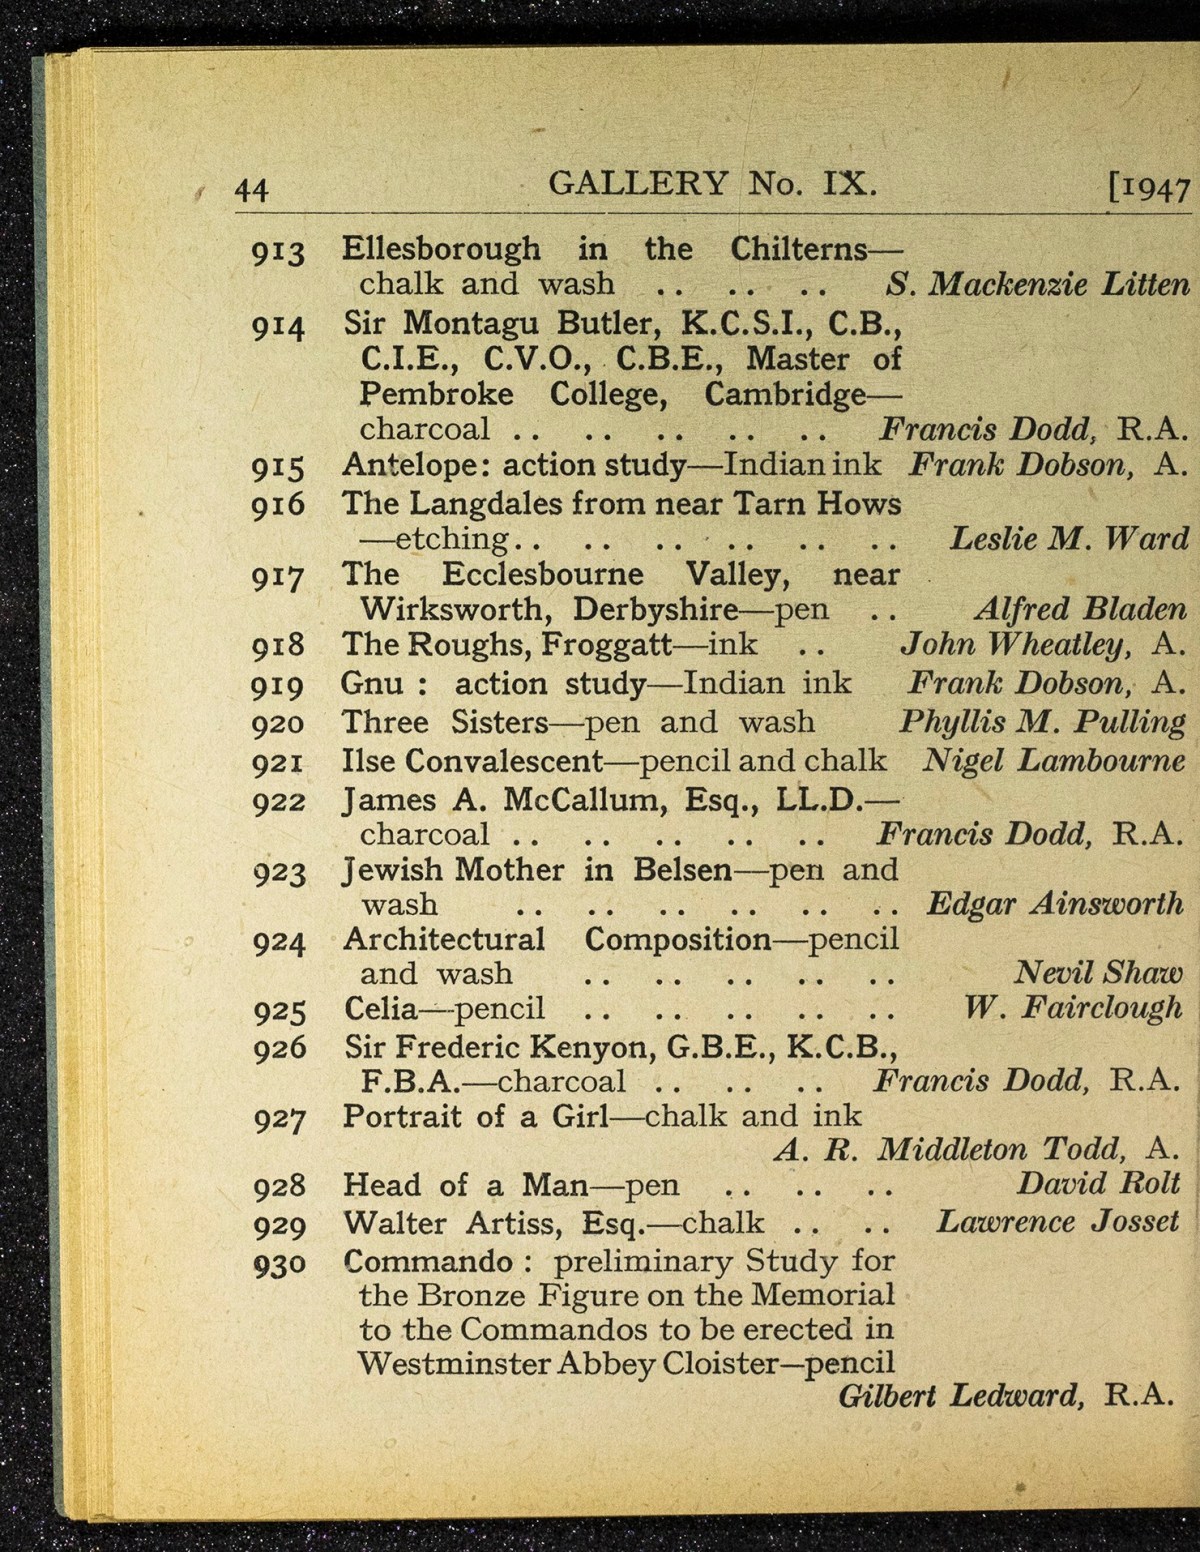 44 GALLERY No. IX. [1947
913 Ellesborough in the Chilterns—
chalk and wash .. .. .. S. Mackenzie Litten
914 Sir Montagu Butler, K.C.S.I., C.B.,
C.I.E., C.V.O., C.B.E., Master of
Pembroke College, Cambridge—
charcoal .. .. .. .. .. Francis Dodd, R.A.
915 Antelope: action study—Indian ink Frank Dobson, A.
916 The Langdales from near Tarn Hows
—etching.. .. .. .. .. .. Leslie M. Ward
917 The Ecclesbourne Valley, near
Wirksworth, Derbyshire—pen .. Alfred Bladen
918 The Roughs, Froggatt—ink .. John Wheatley, A.
919 Gnu : action study—Indian ink Frank Dobson, A.
920 Three Sisters—pen and wash Phyllis M. Pulling
921 Ilse Convalescent—pencil and chalk Nigel Lambourne
922 James A. McCallum, Esq., LL.D.—
charcoal .. .. .. .. .. Francis Dodd, R.A.
923 Jewish Mother in Belsen—pen and
wash .. .. .. .. .. .. Edgar Ainsworth
924 Architectural Composition—pencil
and wash .. .. .. .. .. Nevil Shaw
925 Celia—pencil .. .. .. .. .. W. Fairclough
926 Sir Frederic Kenyon, G.B.E., K.C.B.,
F.B.A.—charcoal .. .. .. Francis Dodd, R.A.
927 Portrait of a Girl—chalk and ink
A. R. Middleton Todd, A.
928 Head of a Man—pen .. .. .. David Rolt
929 Walter Artiss, Esq.—chalk .. .. Lawrence Josset
930 Commando : preliminary Study for
the Bronze Figure on the Memorial
to the Commandos to be erected in
Westminster Abbey Cloister—pencil
Gilbert Ledward, R.A.